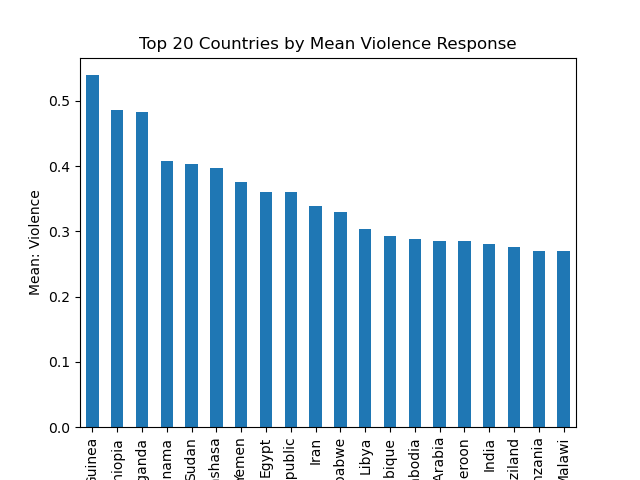 Top 20 Countries by Mean Violence Response
Mean: Violence
0.5
0.4
0.3
0.2
0.1
0.0
Guinea
hiopia
ganda
nama
Sudan
shasa
Yemen
Egypt
public
Iran
babwe
Libya
bique
bodia
Arabia
eroon
India
ziland
nzania
Malawi